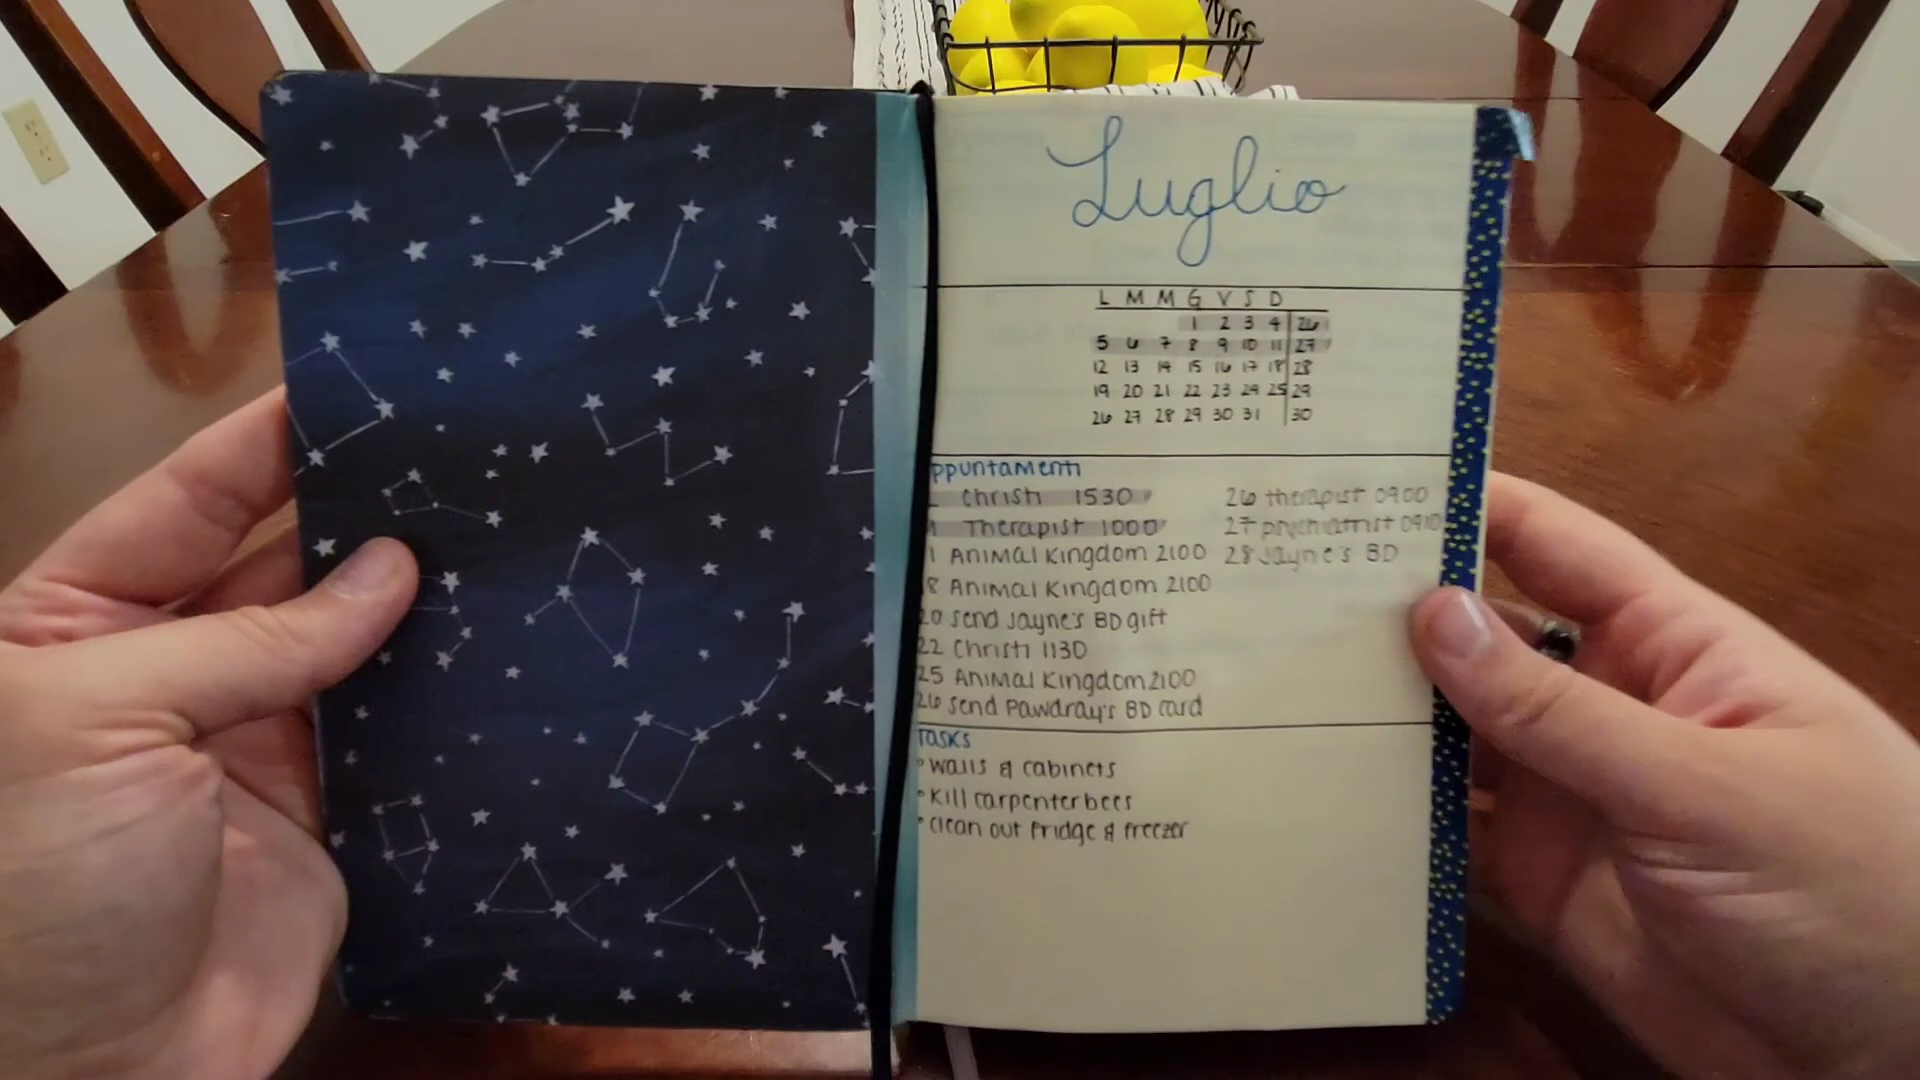 Luglio
L M M G V S D
1 2 3 4 26
5 6 7 8 9 10 11 27
12 13 14 15 16 17 18 28
19 20 21 22 23 24 25 29
26 27 28 29 30 31 30
ppuntamenti
Christi 1530
Therapist 1000
1 Animal Kingdom 2100
8 Animal Kingdom 2100
20 send Jayne's BD gift
22 Christi 1130
25 Animal Kingdom 2100
26 send Pawdray's BD card
26 therapist 0900
27 psychiatrist 0910
28 Jayne's BD
Tasks
walls & cabinets
kill carpenter bees
clean out fridge & freezer